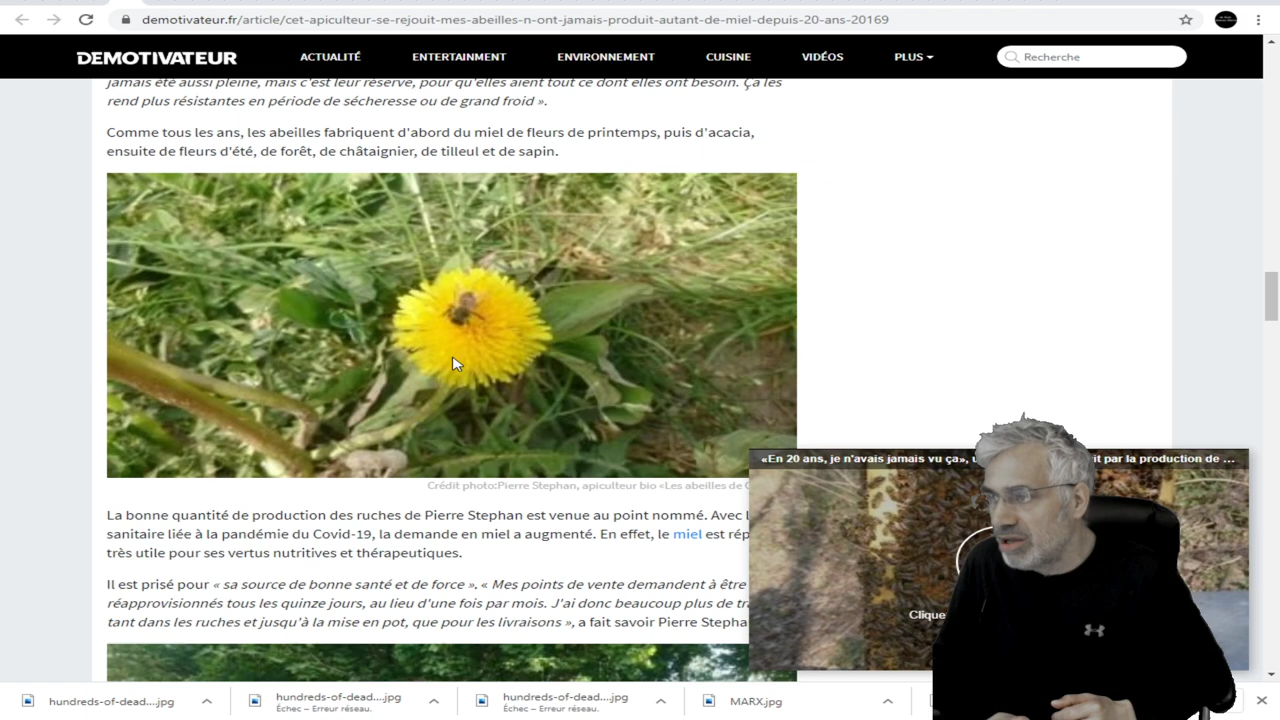 demotivateur.fr/article/cet-apiculteur-se-rejouit-mes-abeilles-n-ont-jamais-produit-autant-de-miel-depuis-20-ans-20169
DEMOTIVATEUR
ACTUALITÉ
ENTERTAINMENT
ENVIRONNEMENT
CUISINE
VIDÉOS
PLUS
Recherche
jamais été aussi pleine, mais c'est leur réserve, pour qu'elles aient tout ce dont elles ont besoin. Ça les
rend plus résistantes en période de sécheresse ou de grand froid ».
Comme tous les ans, les abeilles fabriquent d'abord du miel de fleurs de printemps, puis d'acacia,
ensuite de fleurs d'été, de forêt, de châtaignier, de tilleul et de sapin.
Crédit photo:Pierre Stephan, apiculteur bio «Les abeilles de
«En 20 ans, je n'avais jamais vu ça», it par la production de ...
Clique
La bonne quantité de production des ruches de Pierre Stephan est venue au point nommé. Avec
sanitaire liée à la pandémie du Covid-19, la demande en miel a augmenté. En effet, le miel est
très utile pour ses vertus nutritives et thérapeutiques.
Il est prisé pour « sa source de bonne santé et de force ». « Mes points de vente demandent à être
réapprovisionnés tous les quinze jours, au lieu d'une fois par mois. J'ai donc beaucoup plus de
tant dans les ruches et jusqu'à la mise en pot, que pour les livraisons », a fait savoir Pierre
hundreds-of-dead....jpg
hundreds-of-dead....jpg
Échec – Erreur réseau.
hundreds-of-dead....jpg
Échec – Erreur réseau.
MARX.jpg